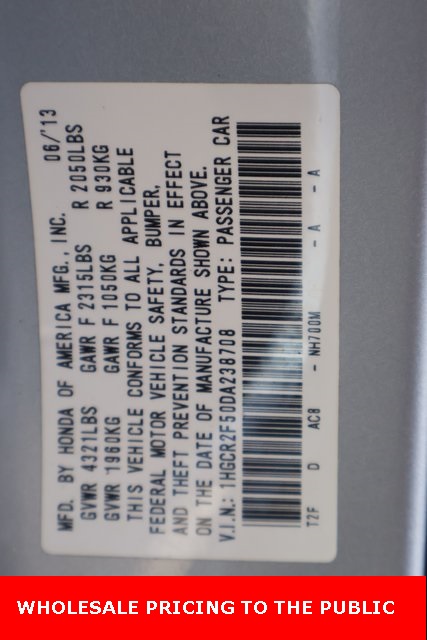 MFD. BY HONDA OF AMERICA MFG., INC. 06/'13
GVWR 4321LBS GAWR F 2315LBS R 2050LBS
GVWR 1960KG GAWR F 1050KG R 930KG
THIS VEHICLE CONFORMS TO ALL APPLICABLE
FEDERAL MOTOR VEHICLE SAFETY, BUMPER,
AND THEFT PREVENTION STANDARDS IN EFFECT
ON THE DATE OF MANUFACTURE SHOWN ABOVE.
V.I.N.: 1HGCR2F50DA238708 TYPE: PASSENGER CAR
T2F D AC8 - NH700M - A - A
WHOLESALE PRICING TO THE PUBLIC